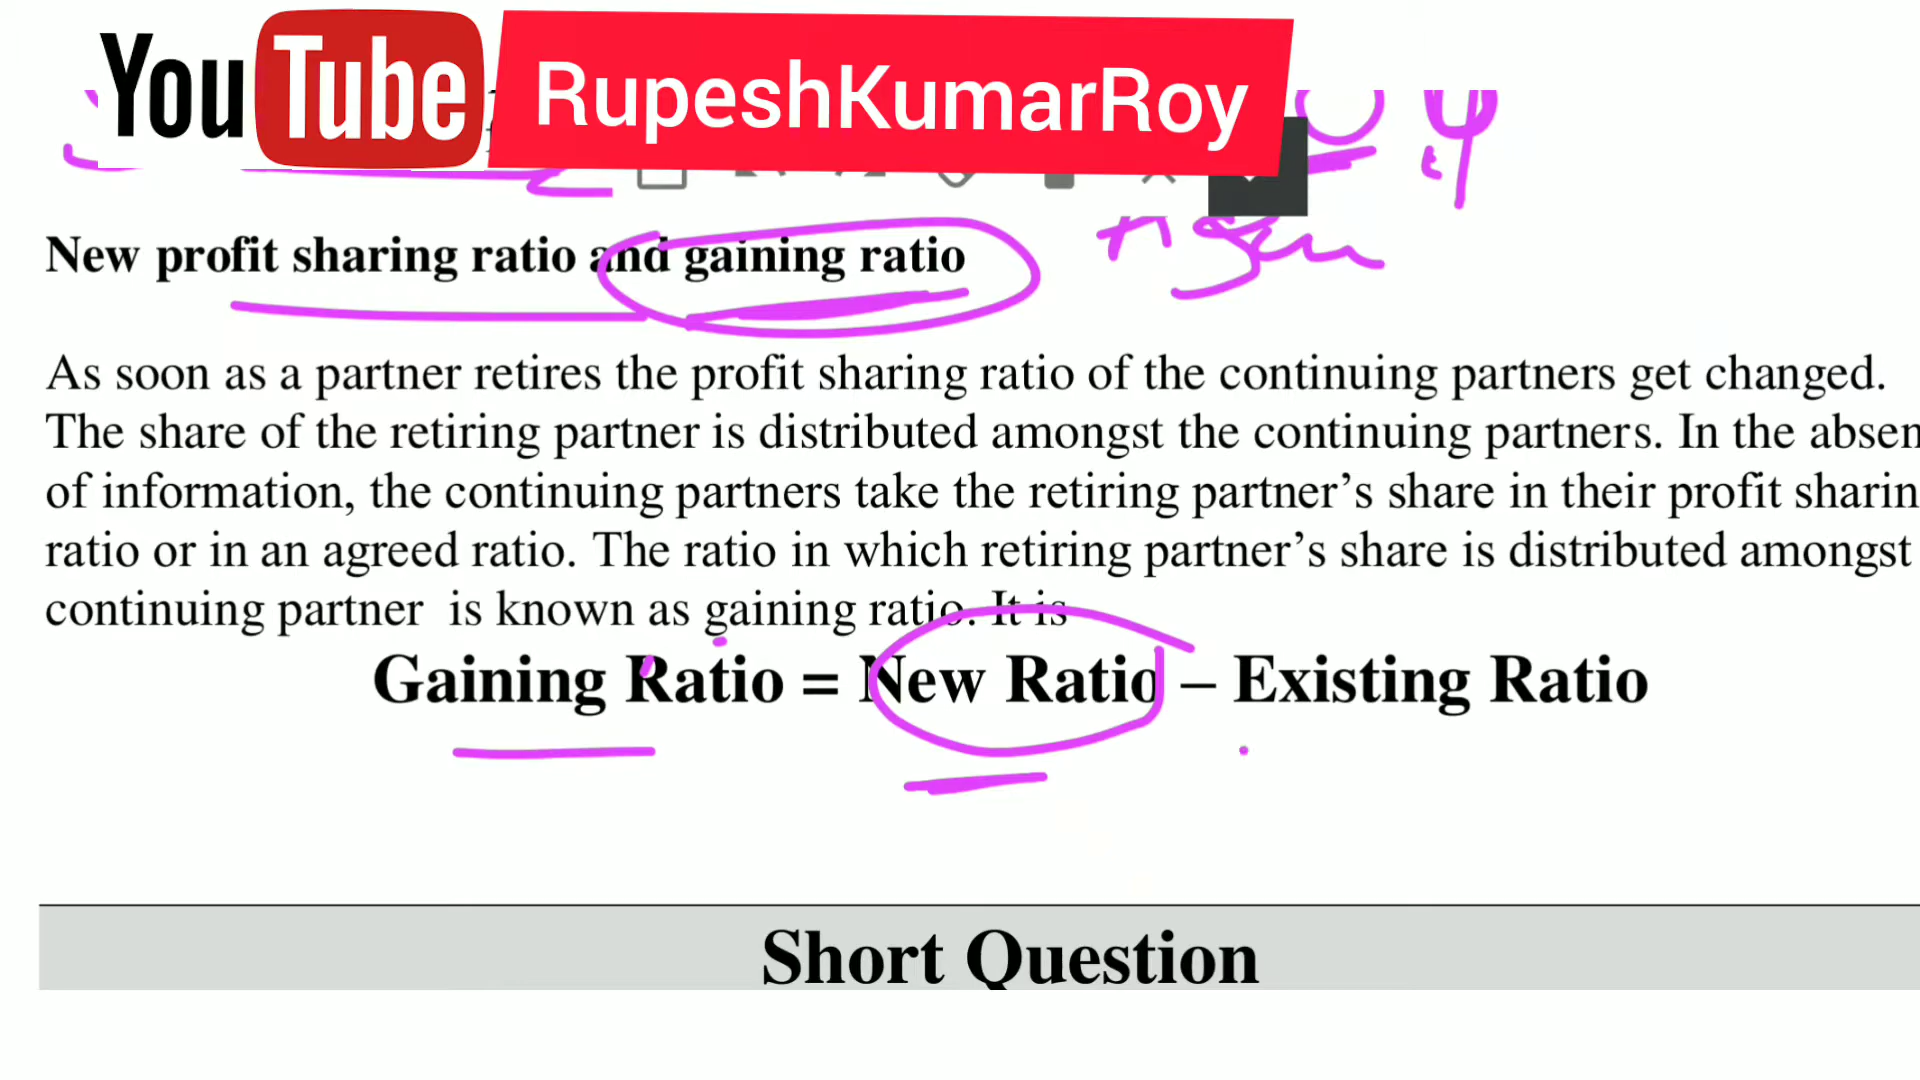 YouTube RupeshKumarRoy
New profit sharing ratio and gaining ratio
As soon as a partner retires the profit sharing ratio of the continuing partners get changed.
The share of the retiring partner is distributed amongst the continuing partners. In the absen
of information, the continuing partners take the retiring partner’s share in their profit sharin
ratio or in an agreed ratio. The ratio in which retiring partner’s share is distributed amongst
continuing partner is known as gaining ratio. It is
Gaining Ratio = New Ratio – Existing Ratio
Short Question